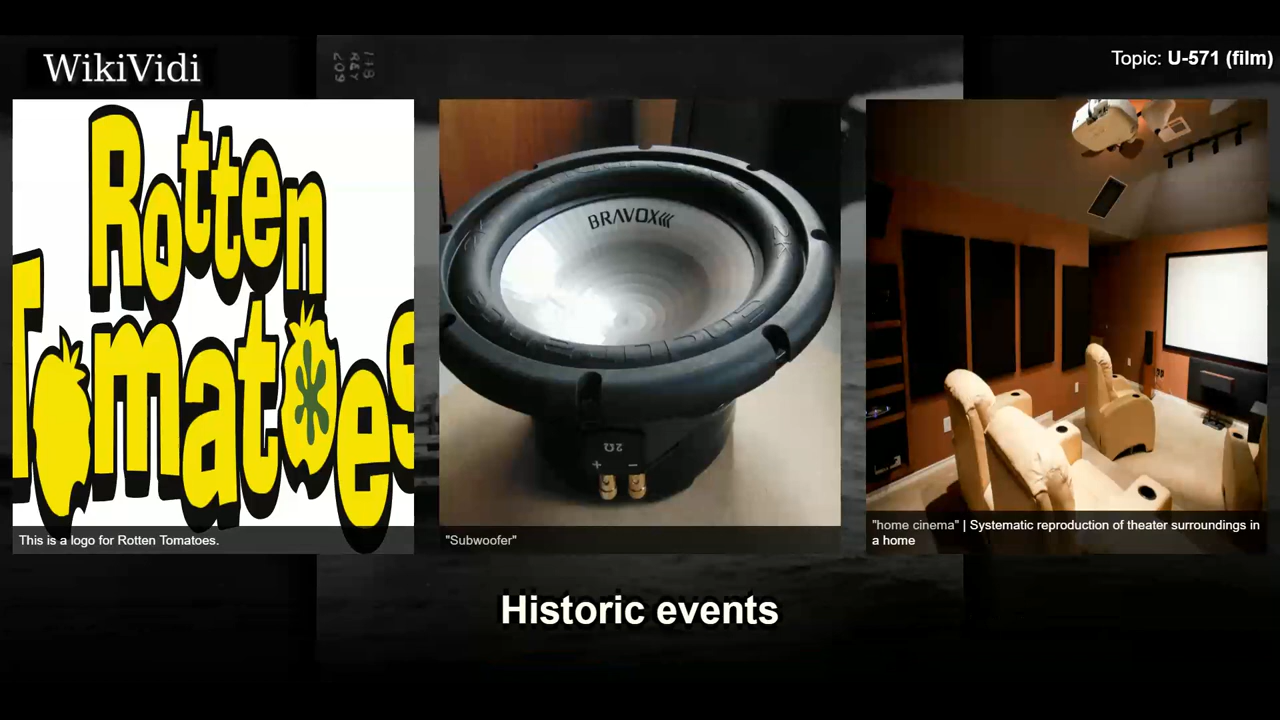 WikiVidi
Topic: U-571 (film)
Rotten
Tomatoes
BRAVOX
2Ω
+ −
This is a logo for Rotten Tomatoes.
"Subwoofer"
"home cinema" | Systematic reproduction of theater surroundings in
a home
Historic events